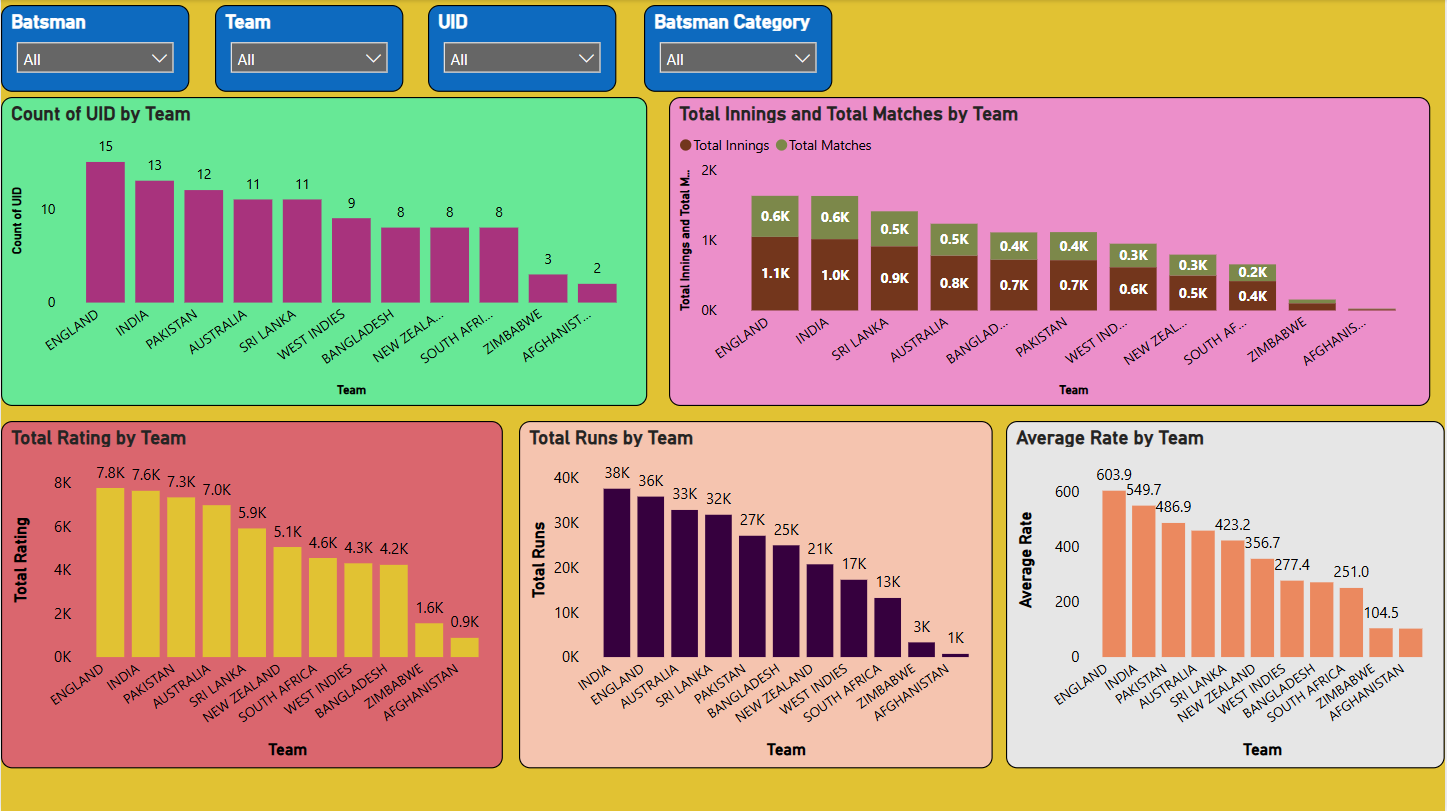 Batsman
All
Team
All
UID
All
Batsman Category
All
Count of UID by Team
Count of UID
10
0
15
13
12
11
11
9
8
8
8
3
2
ENGLAND
INDIA
PAKISTAN
AUSTRALIA
SRI LANKA
WEST INDIES
BANGLADESH
NEW ZEALA...
SOUTH AFRI...
ZIMBABWE
AFGHANIST...
Team
Total Innings and Total Matches by Team
Total Innings Total Matches
Total Innings and Total M...
2K
1K
0K
0.6K
0.6K
0.5K
0.5K
0.4K
0.4K
0.3K
0.3K
0.2K
1.1K
1.0K
0.9K
0.8K
0.7K
0.7K
0.6K
0.5K
0.4K
ENGLAND
INDIA
SRI LANKA
AUSTRALIA
BANGLAD...
PAKISTAN
WEST IND...
NEW ZEAL...
SOUTH AF...
ZIMBABWE
AFGHANIS...
Team
Total Rating by Team
Total Rating
8K
6K
4K
2K
0K
7.8K
7.6K
7.3K
7.0K
5.9K
5.1K
4.6K
4.3K
4.2K
1.6K
0.9K
ENGLAND
INDIA
PAKISTAN
AUSTRALIA
SRI LANKA
NEW ZEALAND
SOUTH AFRICA
WEST INDIES
BANGLADESH
ZIMBABWE
AFGHANISTAN
Team
Total Runs by Team
Total Runs
40K
30K
20K
10K
0K
38K
36K
33K
32K
27K
25K
21K
17K
13K
3K
1K
INDIA
ENGLAND
AUSTRALIA
SRI LANKA
PAKISTAN
BANGLADESH
NEW ZEALAND
WEST INDIES
SOUTH AFRICA
ZIMBABWE
AFGHANISTAN
Team
Average Rate by Team
Average Rate
600
400
200
0
603.9
549.7
486.9
423.2
356.7
277.4
251.0
104.5
ENGLAND
INDIA
PAKISTAN
AUSTRALIA
SRI LANKA
NEW ZEALAND
WEST INDIES
BANGLADESH
SOUTH AFRICA
ZIMBABWE
AFGHANISTAN
Team